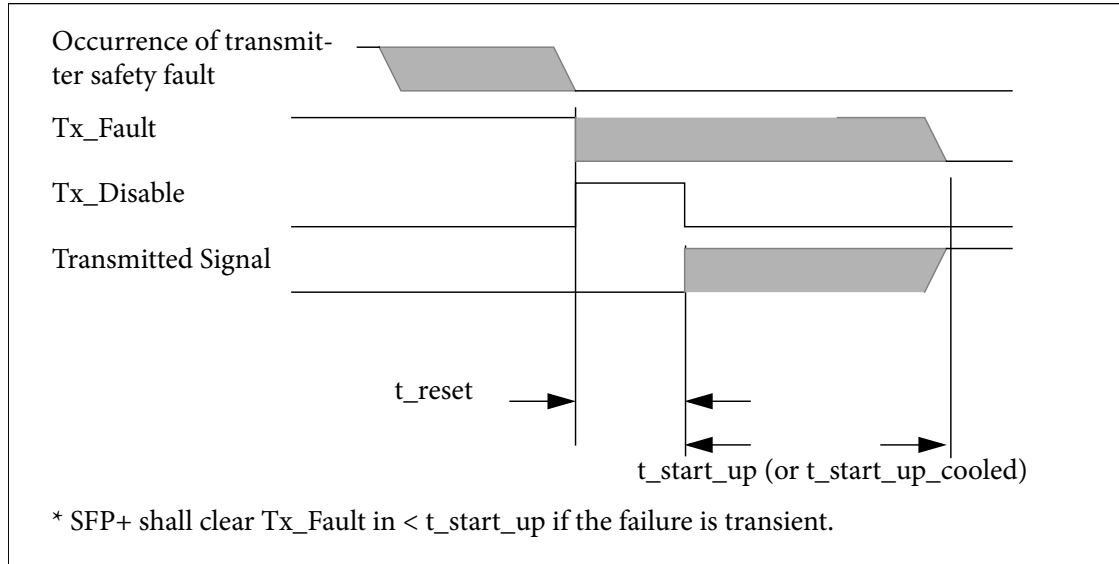 Occurrence of transmit-
ter safety fault
Tx_Fault
Tx_Disable
Transmitted Signal
t_reset
t_start_up (or t_start_up_cooled)
* SFP+ shall clear Tx_Fault in < t_start_up if the failure is transient.